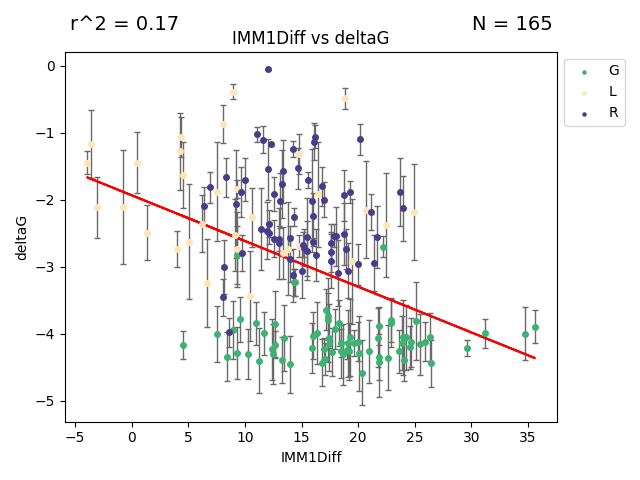 r^2 = 0.17
N = 165
IMM1Diff vs deltaG
G
L
R
deltaG
0
−1
−2
−3
−4
−5
−5 0 5 10 15 20 25 30 35
IMM1Diff